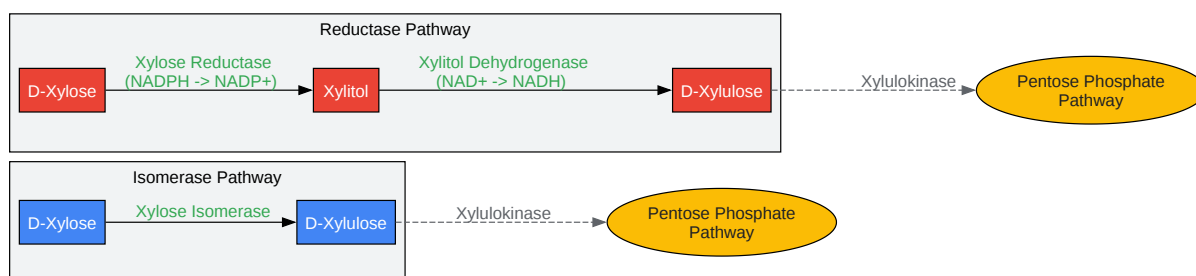 Reductase Pathway
Xylose Reductase
(NADPH -> NADP+)
Xylitol Dehydrogenase
(NAD+ -> NADH)
D-Xylose
Xylitol
D-Xylulose
Xylulokinase
Pentose Phosphate
Pathway
Isomerase Pathway
D-Xylose
Xylose Isomerase
D-Xylulose
Xylulokinase
Pentose Phosphate
Pathway